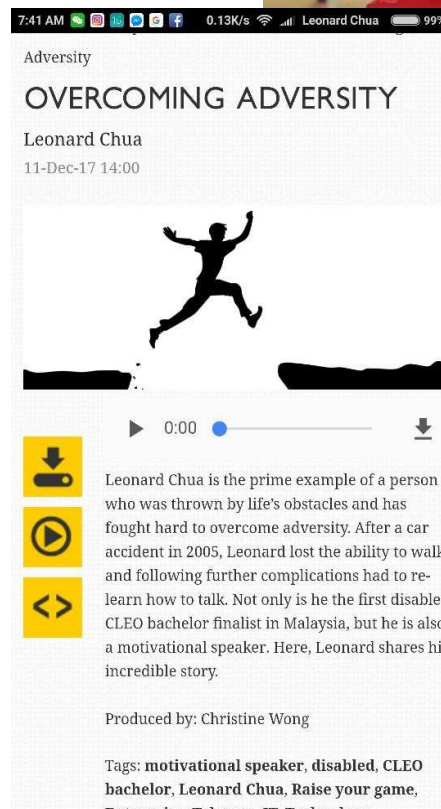 7:41 AM 0.13K/s Leonard Chua 99%
Adversity
OVERCOMING ADVERSITY
Leonard Chua
11-Dec-17 14:00
0:00
Leonard Chua is the prime example of a person
who was thrown by life's obstacles and has
fought hard to overcome adversity. After a car
accident in 2005, Leonard lost the ability to walk
and following further complications had to re-
learn how to talk. Not only is he the first disable
CLEO bachelor finalist in Malaysia, but he is also
a motivational speaker. Here, Leonard shares hi
incredible story.
Produced by: Christine Wong
Tags: motivational speaker, disabled, CLEO
bachelor, Leonard Chua, Raise your game,